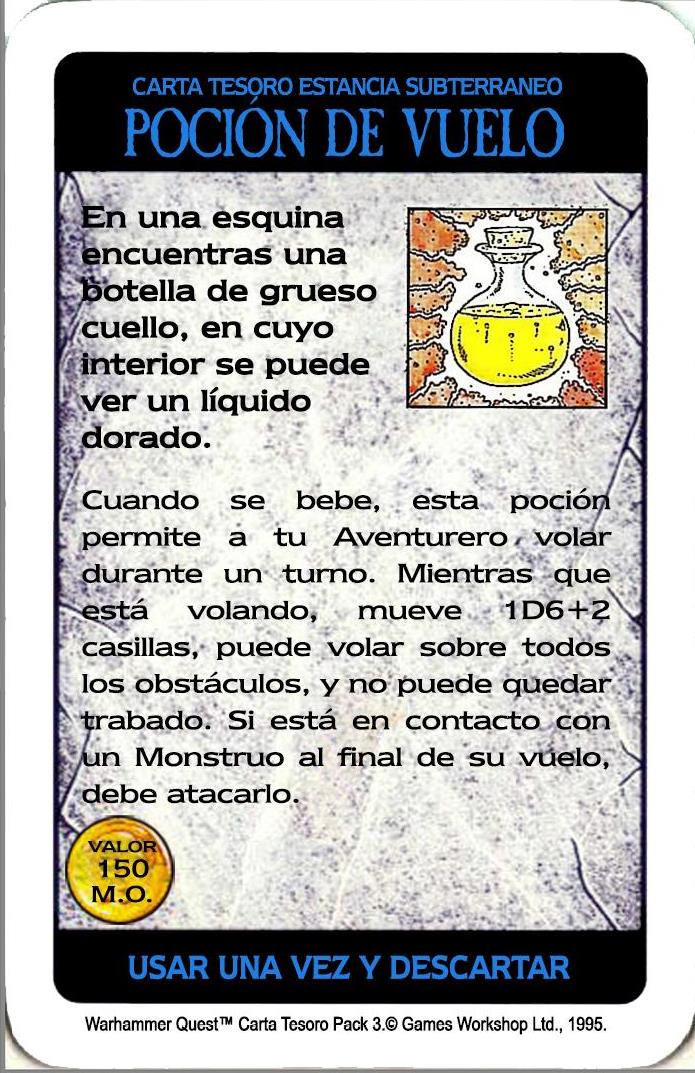 CARTA TESORO ESTANCIA SUBTERRANEO
POCIÓN DE VUELO
En una esquina
encuentras una
botella de grueso
cuello, en cuyo
interior se puede
ver un líquido
dorado.
Cuando se bebe, esta poción
permite a tu Aventurero volar
durante un turno. Mientras que
está volando, mueve 1D6+2
casillas, puede volar sobre todos
los obstáculos, y no puede quedar
trabado. Si está en contacto con
un Monstruo al final de su vuelo,
debe atacarlo.
VALOR
150
M.O.
USAR UNA VEZ Y DESCARTAR
Warhammer Quest™ Carta Tesoro Pack 3.© Games Workshop Ltd., 1995.